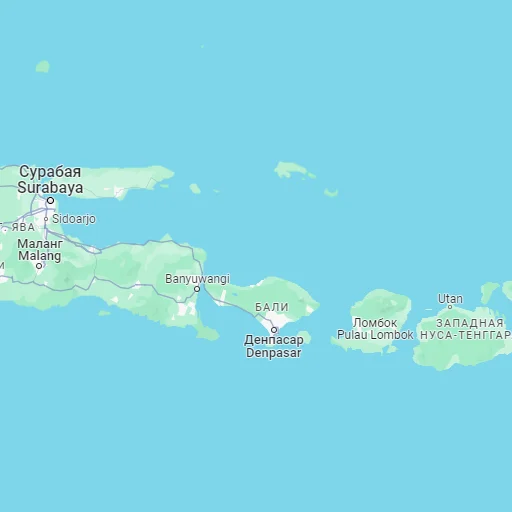 Сурабая
Surabaya
Sidoarjo
ЯВА
Маланг
Malang
И
Banyuwangi
БАЛИ
Денпасар
Denpasar
Ломбок
Pulau Lombok
Utan
ЗАПАДНАЯ
НУСА-ТЕНГГАР